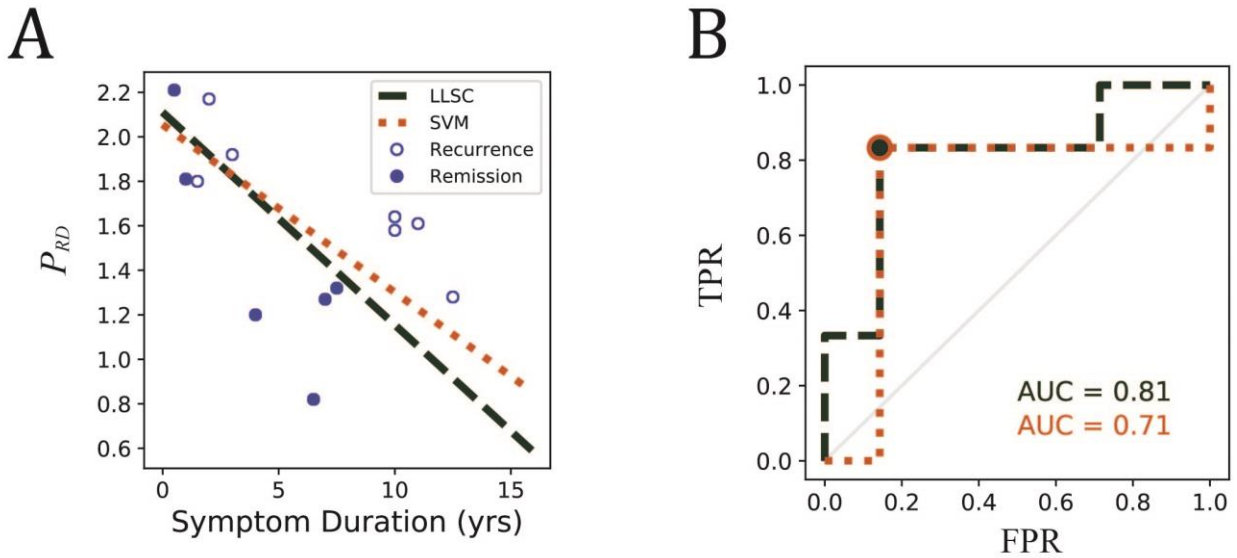 A
P_RD
2.2
2.0
1.8
1.6
1.4
1.2
1.0
0.8
0.6
LLSC
SVM
Recurrence
Remission
0
5
10
15
Symptom Duration (yrs)
B
TPR
1.0
0.8
0.6
0.4
0.2
0.0
AUC = 0.81
AUC = 0.71
0.0
0.2
0.4
0.6
0.8
1.0
FPR